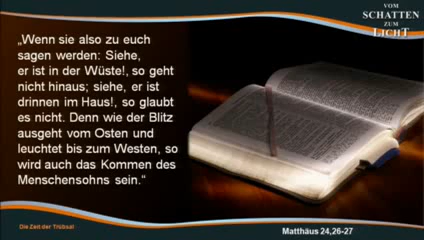 VOM
SCHATTEN
ZUM
LICHT
„Wenn sie also zu euch
sagen werden: Siehe,
er ist in der Wüste!, so geht
nicht hinaus; siehe, er ist
drinnen im Haus!, so glaubt
es nicht. Denn wie der Blitz
ausgeht vom Osten und
leuchtet bis zum Westen, so
wird auch das Kommen des
Menschensohns sein.“
Die Zeit der Trübsal
Matthäus 24,26-27